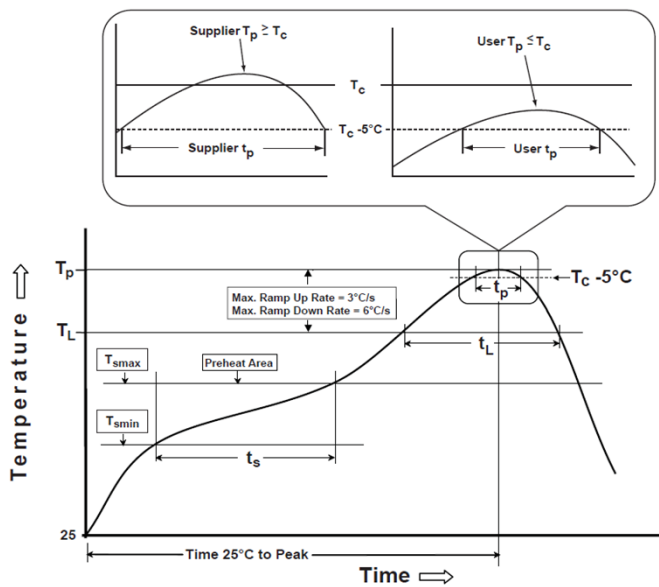 Supplier Tp ≥ Tc
User Tp ≤ Tc
Tc
Tc -5°C
Supplier tp
User tp
Tp
Tc -5°C
tp
Max. Ramp Up Rate = 3°C/s
Max. Ramp Down Rate = 6°C/s
TL
tL
Tsmax
Preheat Area
Tsmin
ts
Temperature
25
Time 25°C to Peak
Time